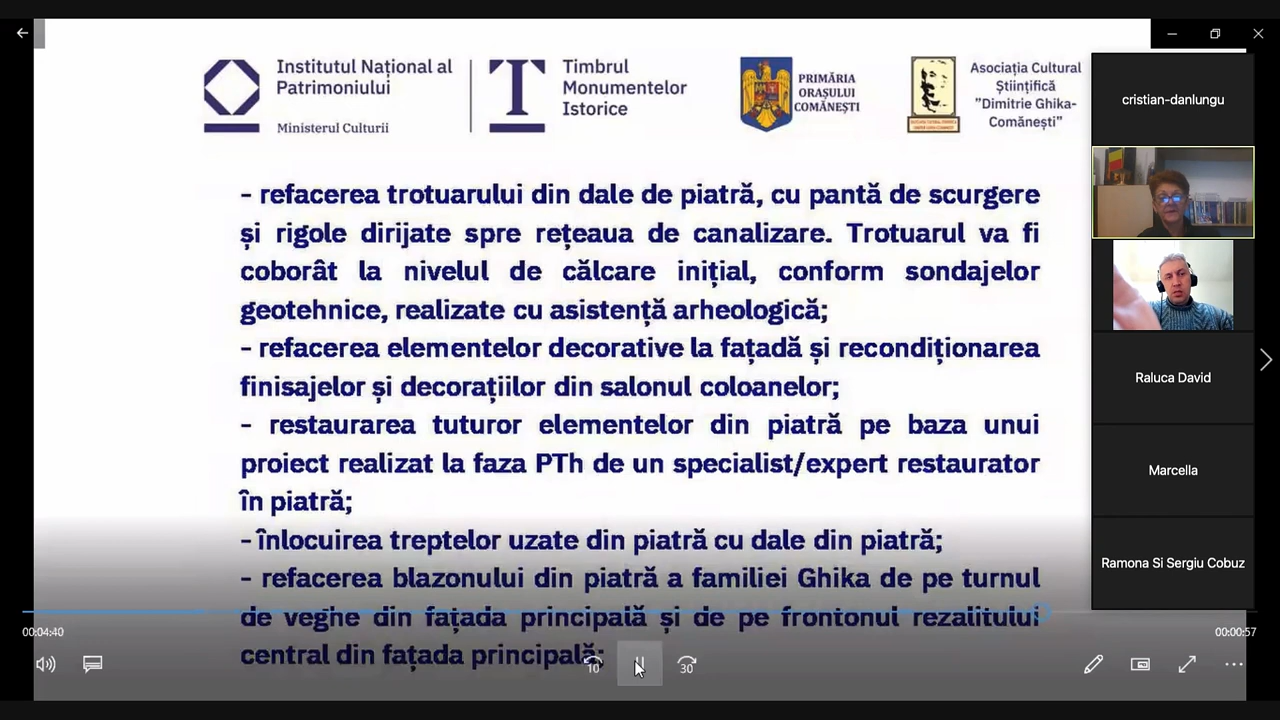 Institutul Național al
Patrimoniului
Ministerul Culturii
Timbrul
Monumentelor
Istorice
PRIMĂRIA
ORAȘULUI
COMĂNEȘTI
Asociația Cultural
Științifică
”Dimitrie Ghika-
Comănești”
- refacerea trotuarului din dale de piatră, cu pantă de scurgere
și rigole dirijate spre rețeaua de canalizare. Trotuarul va fi
coborât la nivelul de călcare inițial, conform sondajelor
geotehnice, realizate cu asistență arheologică;
- refacerea elementelor decorative la fațadă și recondiționarea
finisajelor și decorațiilor din salonul coloanelor;
- restaurarea tuturor elementelor din piatră pe baza unui
proiect realizat la faza PTh de un specialist/expert restaurator
în piatră;
- înlocuirea treptelor uzate din piatră cu dale din piatră;
- refacerea blazonului din piatră a familiei Ghika de pe turnul
de veghe din fațada principală și de pe frontonul rezalitului
central din fațada principală;
cristian-danlungu
Raluca David
Marcella
Ramona Si Sergiu Cobuz
00:04:40
00:00:57
10
30